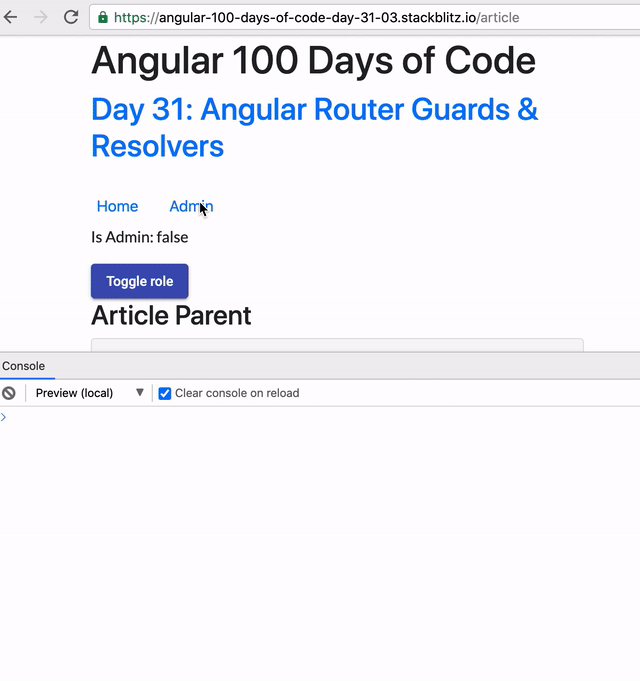 https://angular-100-days-of-code-day-31-03.stackblitz.io/article
Angular 100 Days of Code
Day 31: Angular Router Guards &
Resolvers
Home Admin
Is Admin: false
Toggle role
Article Parent
Console
Preview (local) ▼ Clear console on reload
>